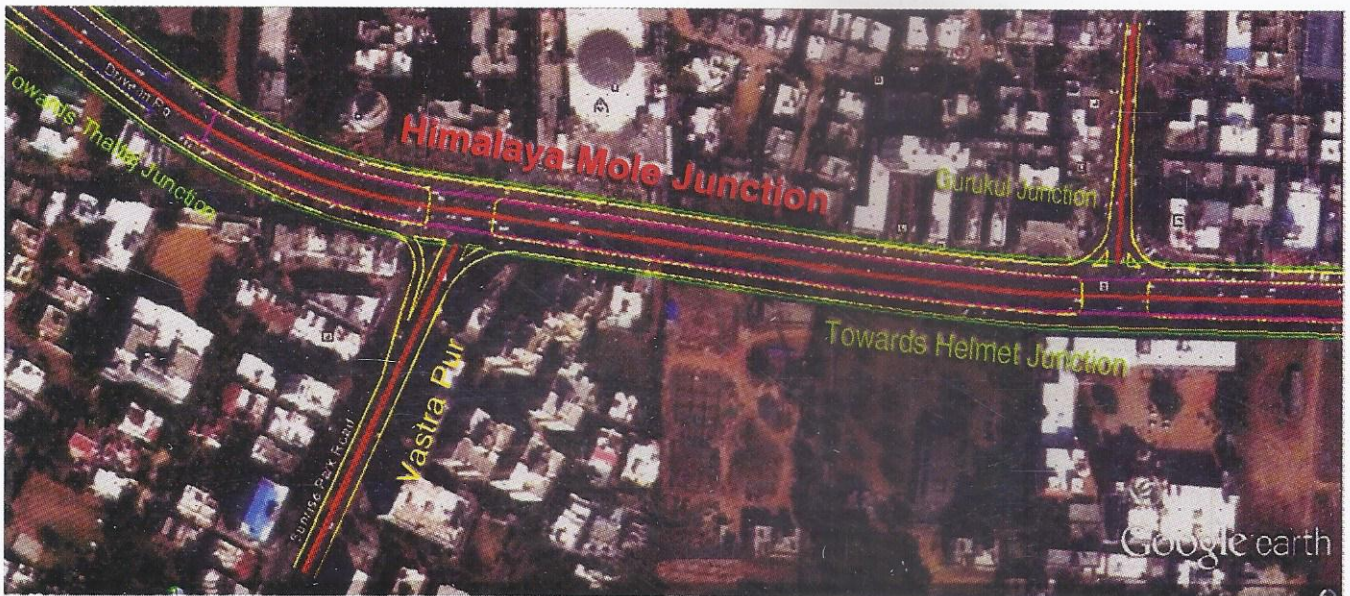 Drive In Rd
Towards Thaltej Junction
Himalaya Mole Junction
Gurukul Junction
Towards Helmet Junction
Vastra Pur
Sunrise Park Road
Google earth